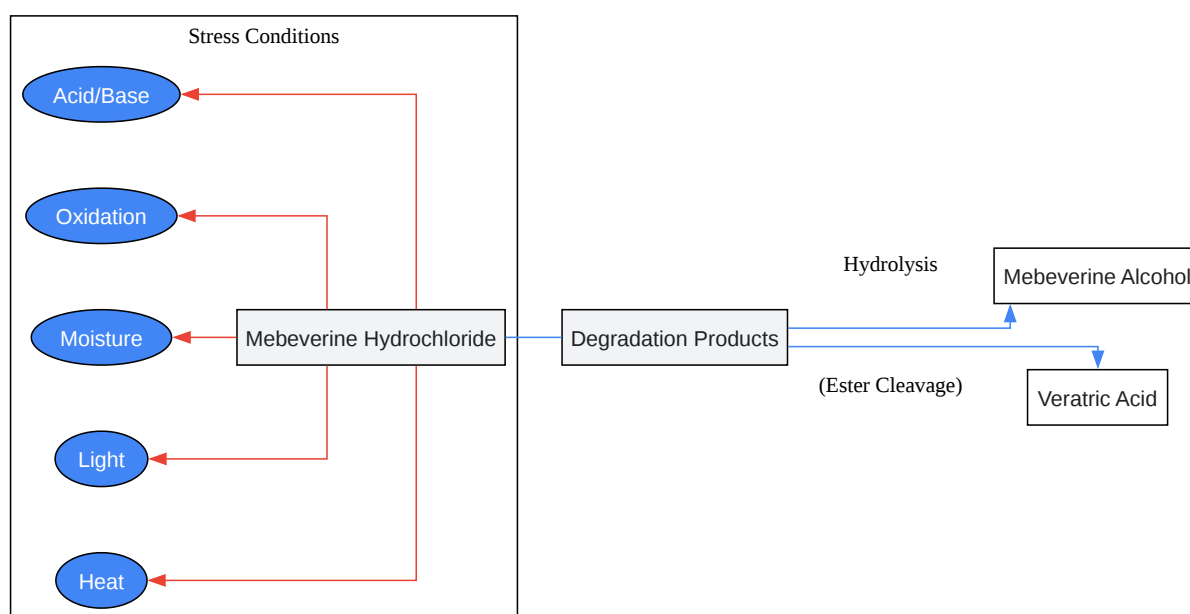 Stress Conditions
Acid/Base
Oxidation
Moisture
Light
Heat
Mebeverine Hydrochloride
Degradation Products
Hydrolysis
(Ester Cleavage)
Mebeverine Alcohol
Veratric Acid